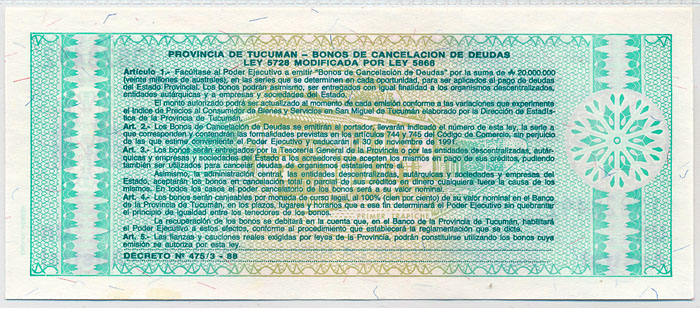 PROVINCIA DE TUCUMAN – BONOS DE CANCELACION DE DEUDAS
LEY 5728 MODIFICADA POR LEY 5866
Artículo 1.- Facúltase al Poder Ejecutivo a emitir "Bonos de Cancelación de Deudas" por la suma de ₳ 20.000.000
(veinte millones de australes), en las series que se determinen en cada oportunidad, para ser aplicados al pago de deudas
del Estado Provincial. Los bonos podrán asimismo, ser entregados con igual finalidad a los organismos descentralizados,
entidades autárquicas y a empresas y sociedades del Estado.
El monto autorizado podrá ser actualizado al momento de cada emisión conforme a las variaciones que experimente
el Indice de Precios al Consumidor de Bienes y Servicios en San Miguel de Tucumán elaborado por la Dirección de Estadís-
tica de la Provincia de Tucumán.
Art. 2.- Los Bonos de Cancelación de Deudas se emitirán al portador, llevarán indicado el número de esta ley, la serie a
que corresponden y contendrán las formalidades previstas en los artículos 744 y 745 del Código de Comercio, sin perjuicio
de las que estime conveniente el Poder Ejecutivo y caducarán el 30 de noviembre de 1991.
Art. 3.- Los bonos serán entregados por la Tesorería General de la Provincia o por las entidades descentralizadas, autár-
quicas y empresas y sociedades del Estado a los acreedores que acepten los mismos en pago de sus créditos, pudiendo
también ser utilizados para cancelar deudas de organismos estatales entre sí.
Asimismo, la administración central, las entidades descentralizadas, autárquicas y sociedades y empresas del
Estado, aceptarán los bonos en cancelación total o parcial de sus créditos en dinero cualquiera fuera la causa de los
mismos. En todos los casos el poder cancelatorio de los bonos será a su valor nominal.
Art. 4.- Los bonos serán canjeables por moneda de curso legal, al 100% (cien por ciento) de su valor nominal en el Banco
de la Provincia de Tucumán, en los plazos, lugares y horarios que a ese fin determinará el Poder Ejecutivo sin quebrantar
el principio de igualdad entre los tenedores de los bonos.
PRIMER TRAPICHE
La recuperación de los bonos se debitará en la cuenta que, en el Banco de la Provincia de Tucumán, habilitará
el Poder Ejecutivo a estos efectos, conforme al procedimiento que establecerá la reglamentación que se dicte.
Art. 5.- Las fianzas y cauciones reales exigidas por leyes de la Provincia, podrán constituirse utilizando los bonos cuya
emisión se autoriza por esta ley.
DECRETO Nº 475/3 - 88